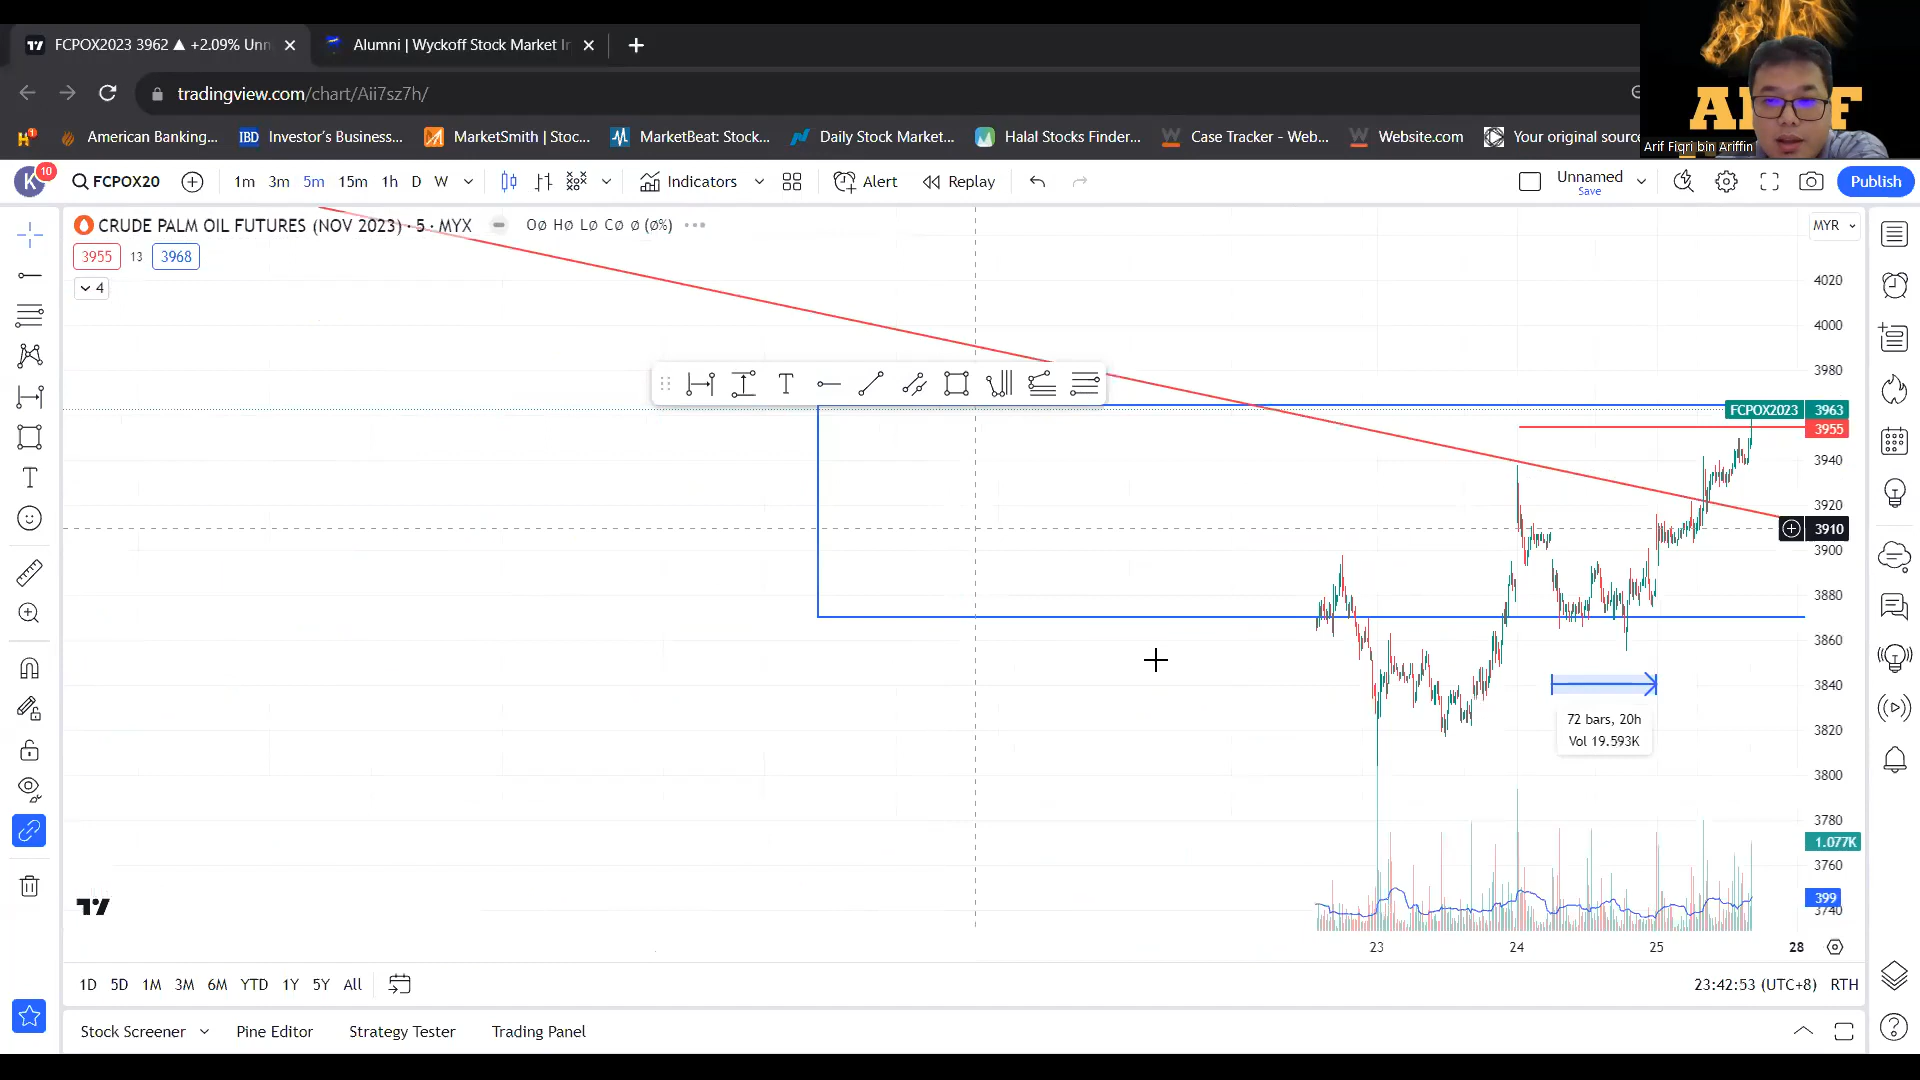 FCPOX2023 3962 ▲ +2.09% Unn
Alumni | Wyckoff Stock Market In
tradingview.com/chart/Aii7sz7h/
American Banking...
IBD Investor's Business...
MarketSmith | Stoc...
MarketBeat: Stock...
Daily Stock Market...
Halal Stocks Finder...
Case Tracker - Web...
Website.com
Your original source
Arif Fiqri bin Ariffin
K 10
FCPOX20
1m 3m 5m 15m 1h D W
Indicators
Alert
Replay
Unnamed
Save
Publish
CRUDE PALM OIL FUTURES (NOV 2023) · 5 · MYX
O∅ H∅ L∅ C∅ ∅ (∅%)
MYR
3955 13 3968
4
4020
4000
3980
FCPOX2023 3963
3955
3940
3920
3910
3900
3880
3860
3840
72 bars, 20h
Vol 19.593K
3820
3800
3780
1.077K
3760
399
3740
23 24 25 28
1D 5D 1M 3M 6M YTD 1Y 5Y All
23:42:53 (UTC+8) RTH
Stock Screener
Pine Editor
Strategy Tester
Trading Panel